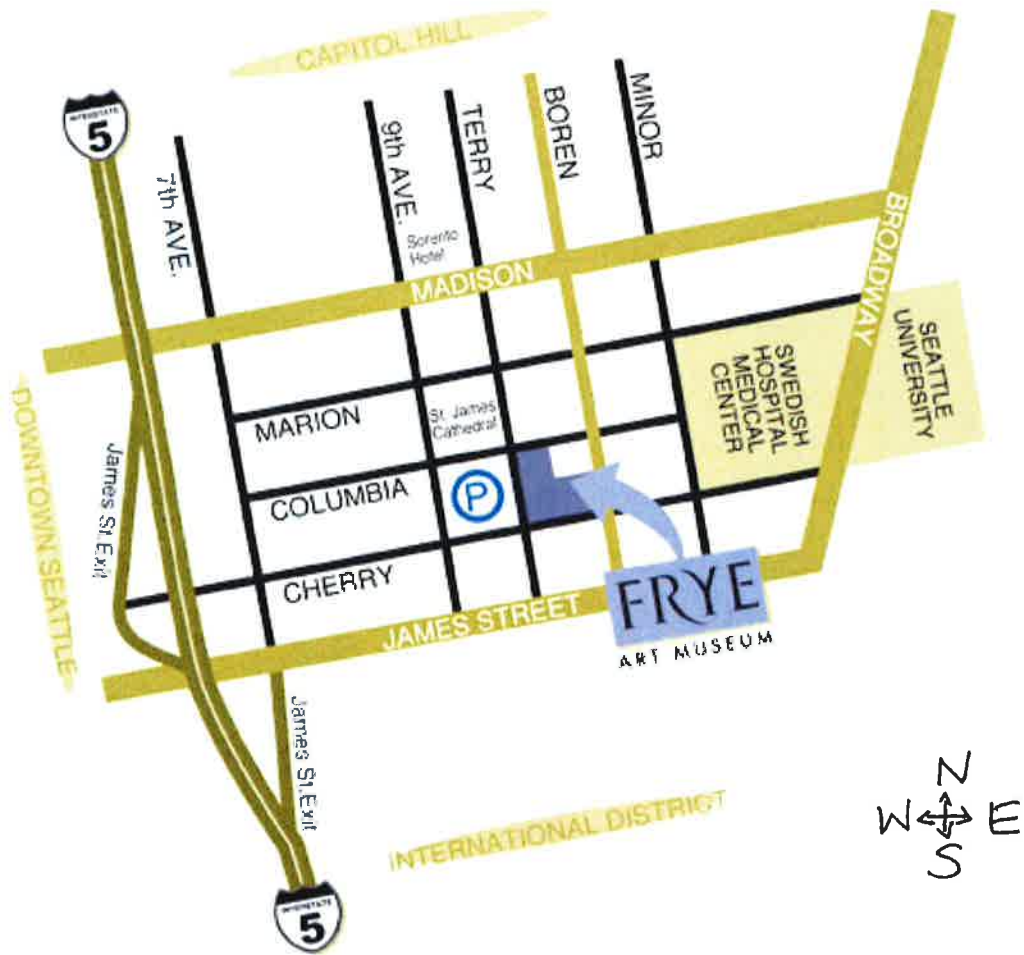 CAPITOL HILL
INTERSTATE
5
7th AVE.
9th AVE.
TERRY
BOREN
MINOR
BROADWAY
Sorento
Hotel
MADISON
SEATTLE
UNIVERSITY
SWEDISH
HOSPITAL
MEDICAL
CENTER
MARION
St. James
Cathedral
DOWNTOWN SEATTLE
James St.Exit
COLUMBIA
P
CHERRY
JAMES STREET
FRYE
ART MUSEUM
James St.Exit
INTERNATIONAL DISTRICT
INTERSTATE
5
N
W E
S